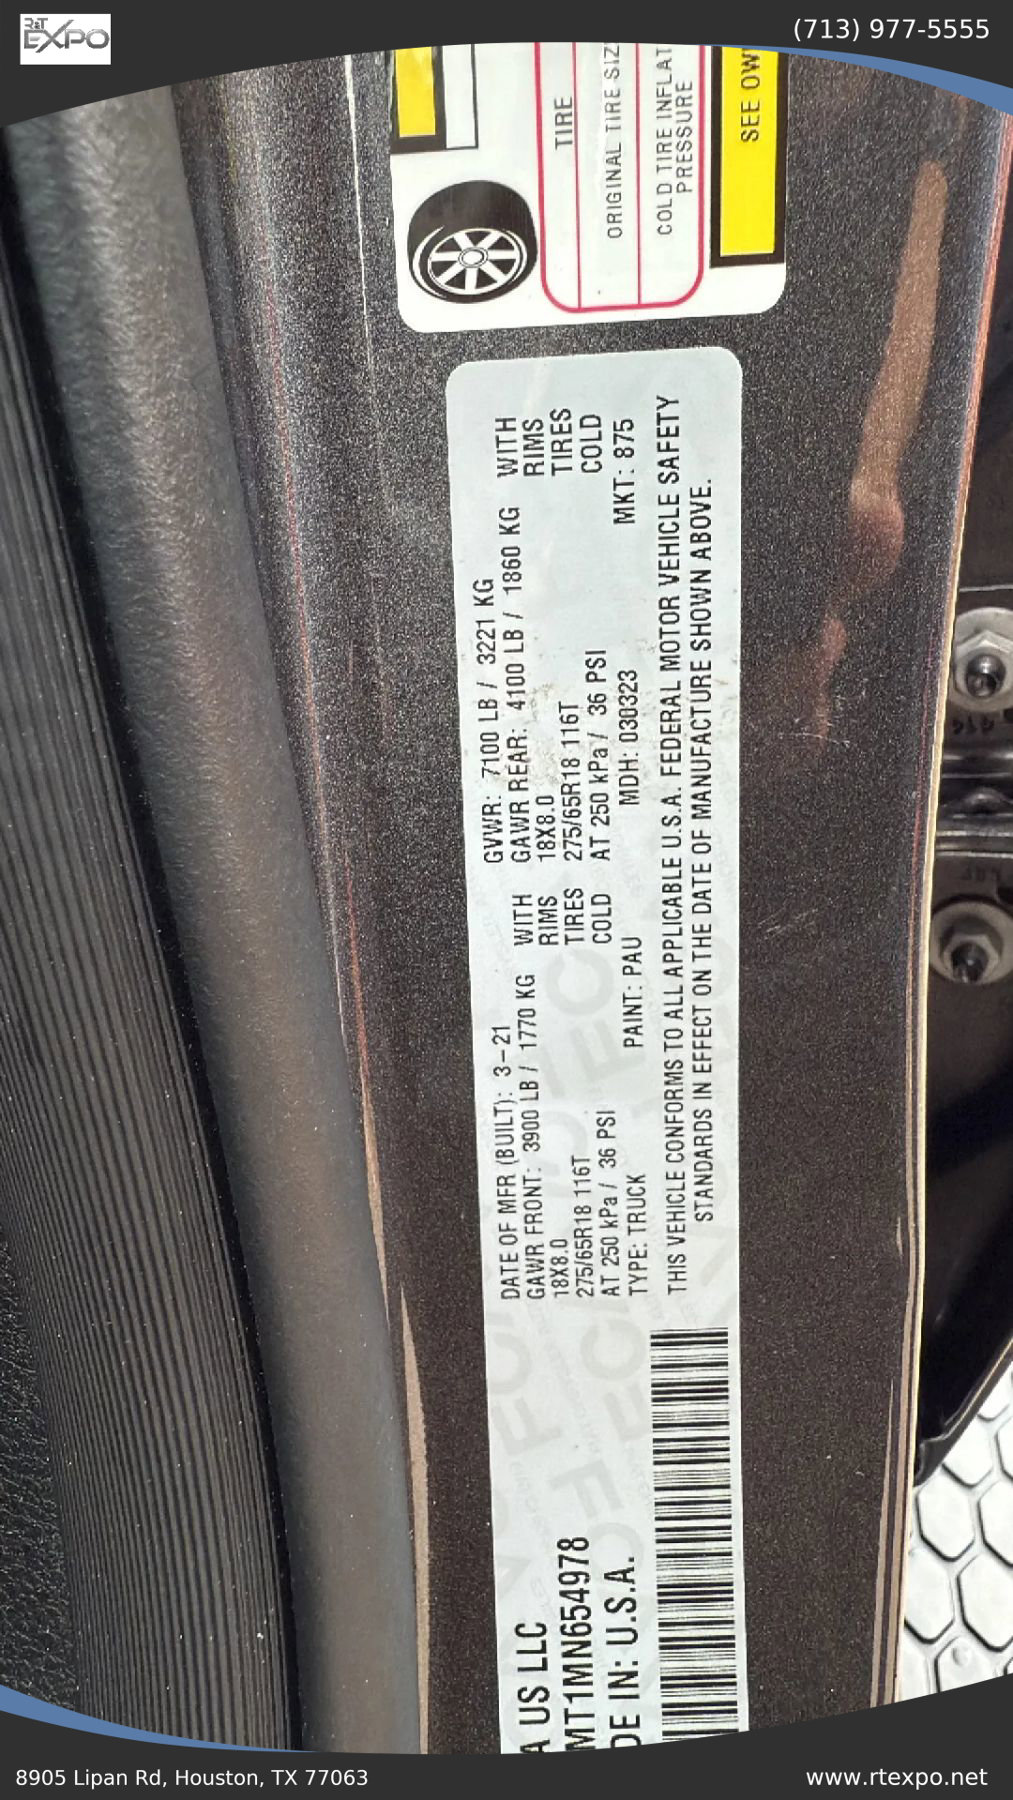 R&T
EXPO
(713) 977-5555
TIRE
ORIGINAL TIRE SIZ
COLD TIRE INFLAT
PRESSURE
SEE OW
A US LLC
MT1MN654978
DE IN: U.S.A.
DATE OF MFR (BUILT): 3-21 GVWR: 7100 LB / 3221 KG
GAWR FRONT: 3900 LB / 1770 KG WITH GAWR REAR: 4100 LB / 1860 KG WITH
18X8.0 RIMS 18X8.0 RIMS
275/65R18 116T TIRES 275/65R18 116T TIRES
AT 250 kPa / 36 PSI COLD AT 250 kPa / 36 PSI COLD
TYPE: TRUCK PAINT: PAU MDH: 030323 MKT: 875
THIS VEHICLE CONFORMS TO ALL APPLICABLE U.S.A. FEDERAL MOTOR VEHICLE SAFETY
STANDARDS IN EFFECT ON THE DATE OF MANUFACTURE SHOWN ABOVE.
8905 Lipan Rd, Houston, TX 77063
www.rtexpo.net